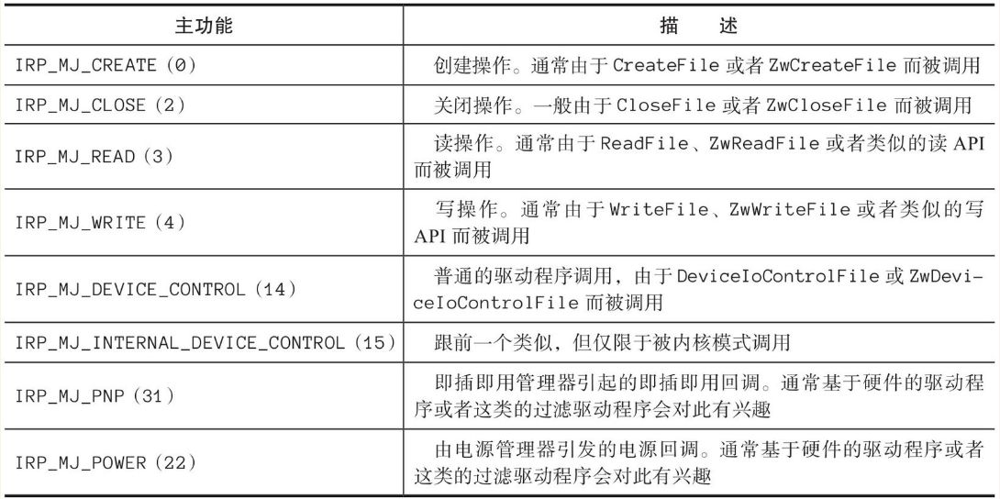 主功能 描 述
IRP_MJ_CREATE (0) 创建操作。通常由于 CreateFile 或者 ZwCreateFile 而被调用
IRP_MJ_CLOSE (2) 关闭操作。一般由于 CloseFile 或者 ZwCloseFile 而被调用
IRP_MJ_READ (3) 读操作。通常由于 ReadFile、ZwReadFile 或者类似的读 API
而被调用
IRP_MJ_WRITE (4) 写操作。通常由于 WriteFile、ZwWriteFile 或者类似的写
API 而被调用
IRP_MJ_DEVICE_CONTROL (14) 普通的驱动程序调用，由于 DeviceIoControlFile 或 ZwDevi-
ceIoControlFile 而被调用
IRP_MJ_INTERNAL_DEVICE_CONTROL (15) 跟前一个类似，但仅限于被内核模式调用
IRP_MJ_PNP (31) 即插即用管理器引起的即插即用回调。通常基于硬件的驱动程
序或者这类的过滤驱动程序会对此有兴趣
IRP_MJ_POWER (22) 由电源管理器引发的电源回调。通常基于硬件的驱动程序或者
这类的过滤驱动程序会对此有兴趣